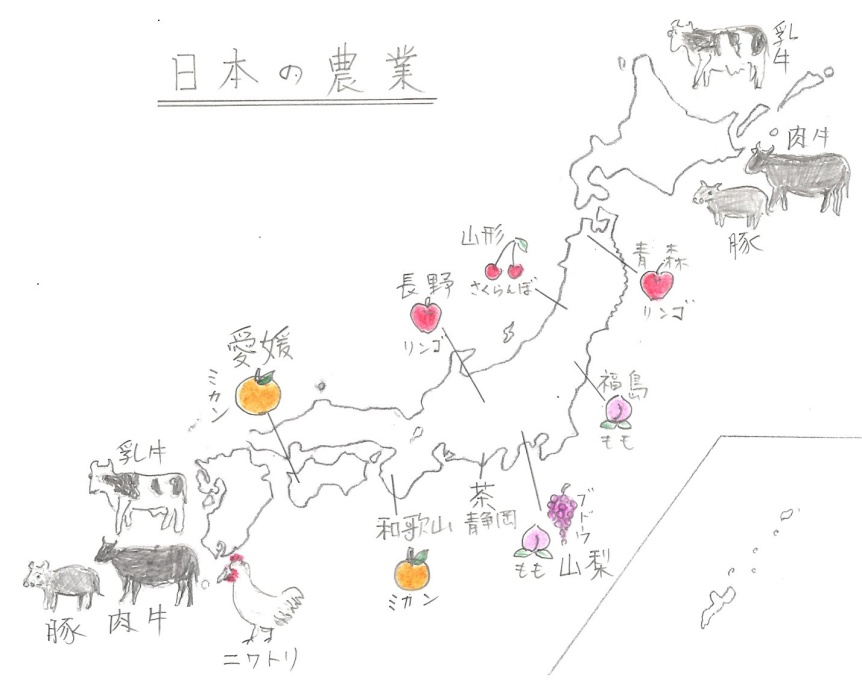 日本の農業
乳牛
肉牛
豚
山形
さくらんぼ
青森
リンゴ
長野
リンゴ
愛媛
ミカン
福島
もも
乳牛
豚
肉牛
ニワトリ
和歌山
ミカン
茶
静岡
ブドウ
もも
山梨